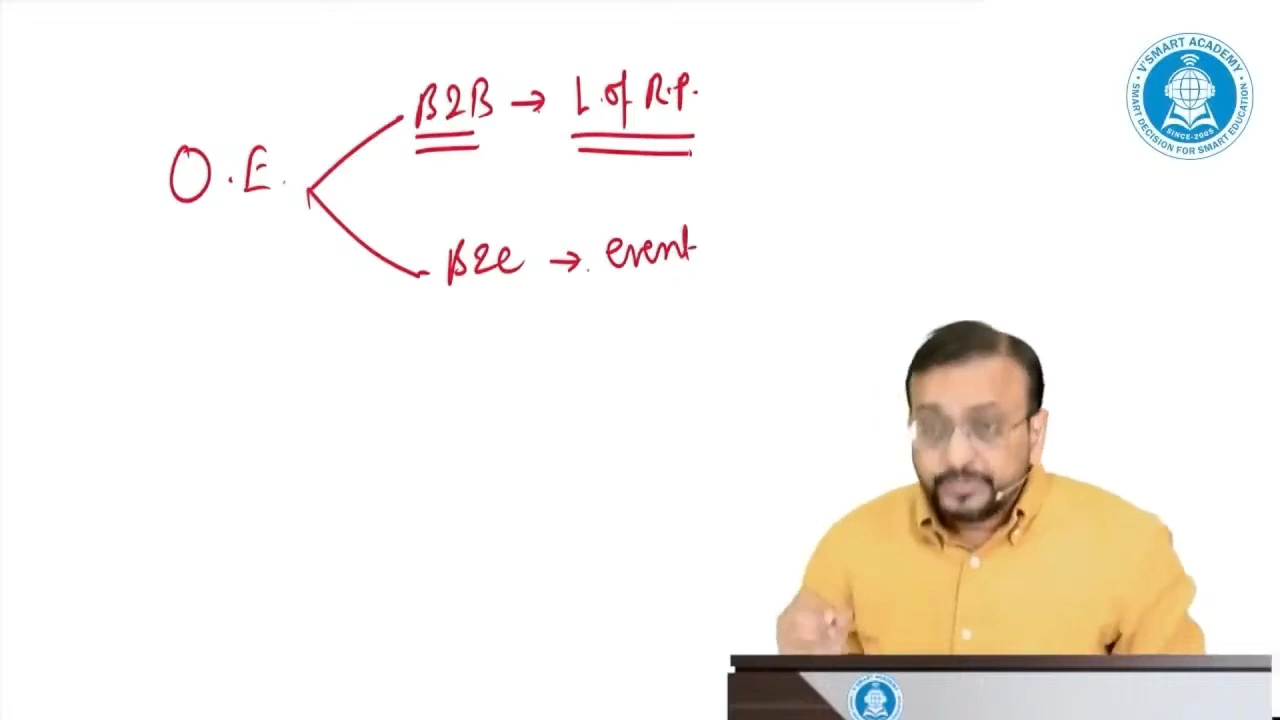 B2B → L.of R.P.
O.E.
B2C → event
V'SMART ACADEMY
SMART DECISION FOR SMART EDUCATION
SINCE-2005